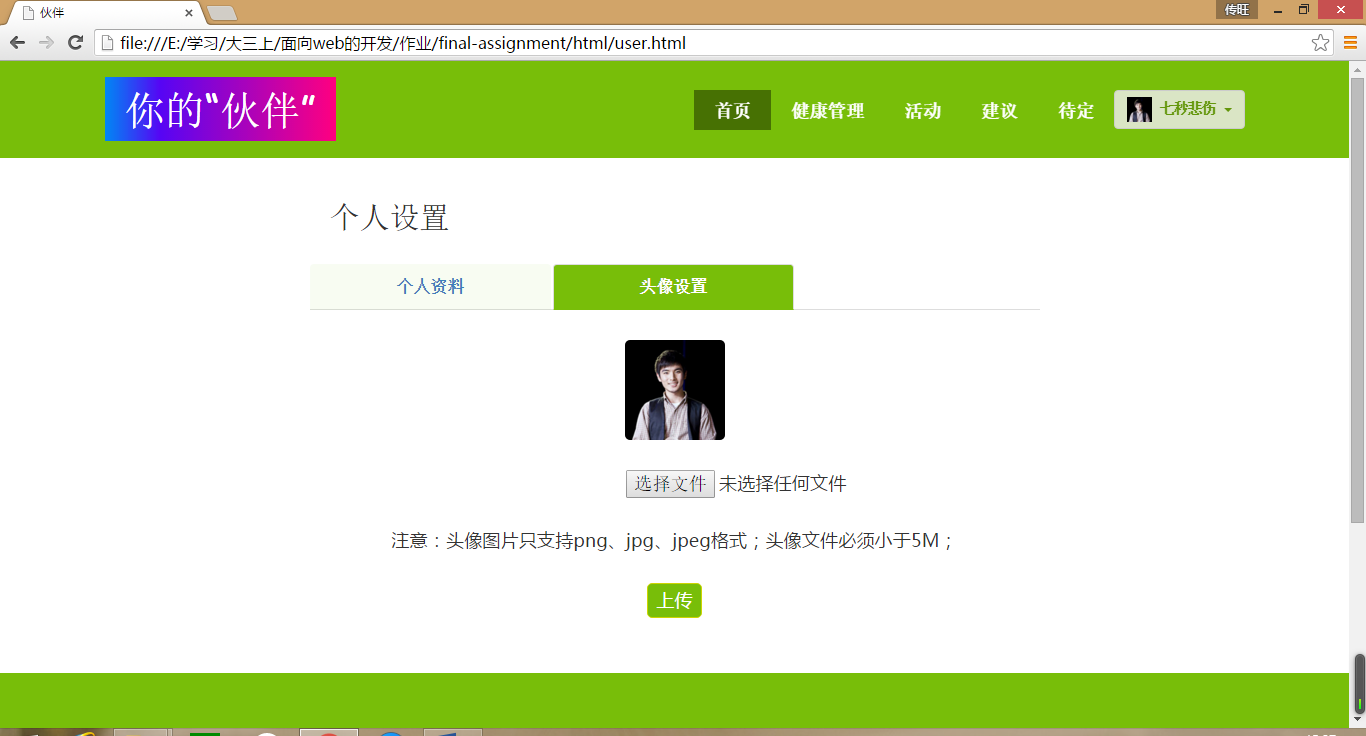 伙伴
传旺
file:///E:/学习/大三上/面向web的开发/作业/final-assignment/html/user.html
你的“伙伴” 首页 健康管理 活动 建议 待定 七秒悲伤
个人设置
个人资料 头像设置
选择文件 未选择任何文件
注意：头像图片只支持png、jpg、jpeg格式；头像文件必须小于5M；
上传